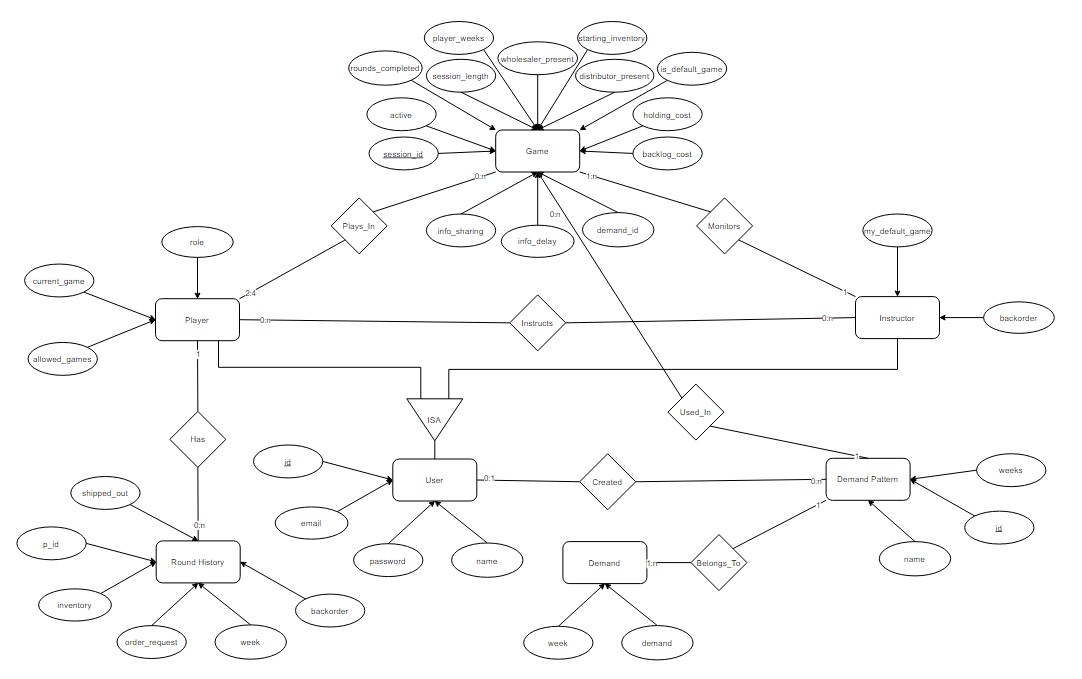 player_weeks
starting_inventory
wholesaler_present
rounds_completed
session_length
distributor_present
is_default_game
active
holding_cost
session_id
Game
backlog_cost
0:n
1:n
Plays_In
info_sharing
0:n
info_delay
demand_id
Monitors
role
my_default_game
current_game
2:4
1
Player
0:n
Instructs
0:n
Instructor
backorder
1
allowed_games
Has
ISA
Used_In
1
id
User
0:1
Created
0:n
Demand Pattern
weeks
shipped_out
email
1
id
0:n
p_id
Round History
password
name
Demand
1:n
Belongs_To
name
inventory
backorder
order_request
week
week
demand